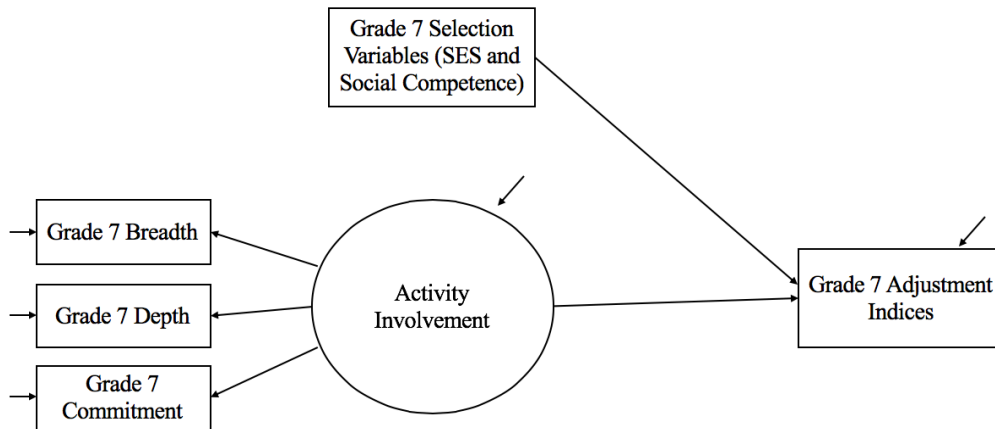 Grade 7 Selection
Variables (SES and
Social Competence)
Grade 7 Breadth
Grade 7 Depth
Grade 7
Commitment
Activity
Involvement
Grade 7 Adjustment
Indices